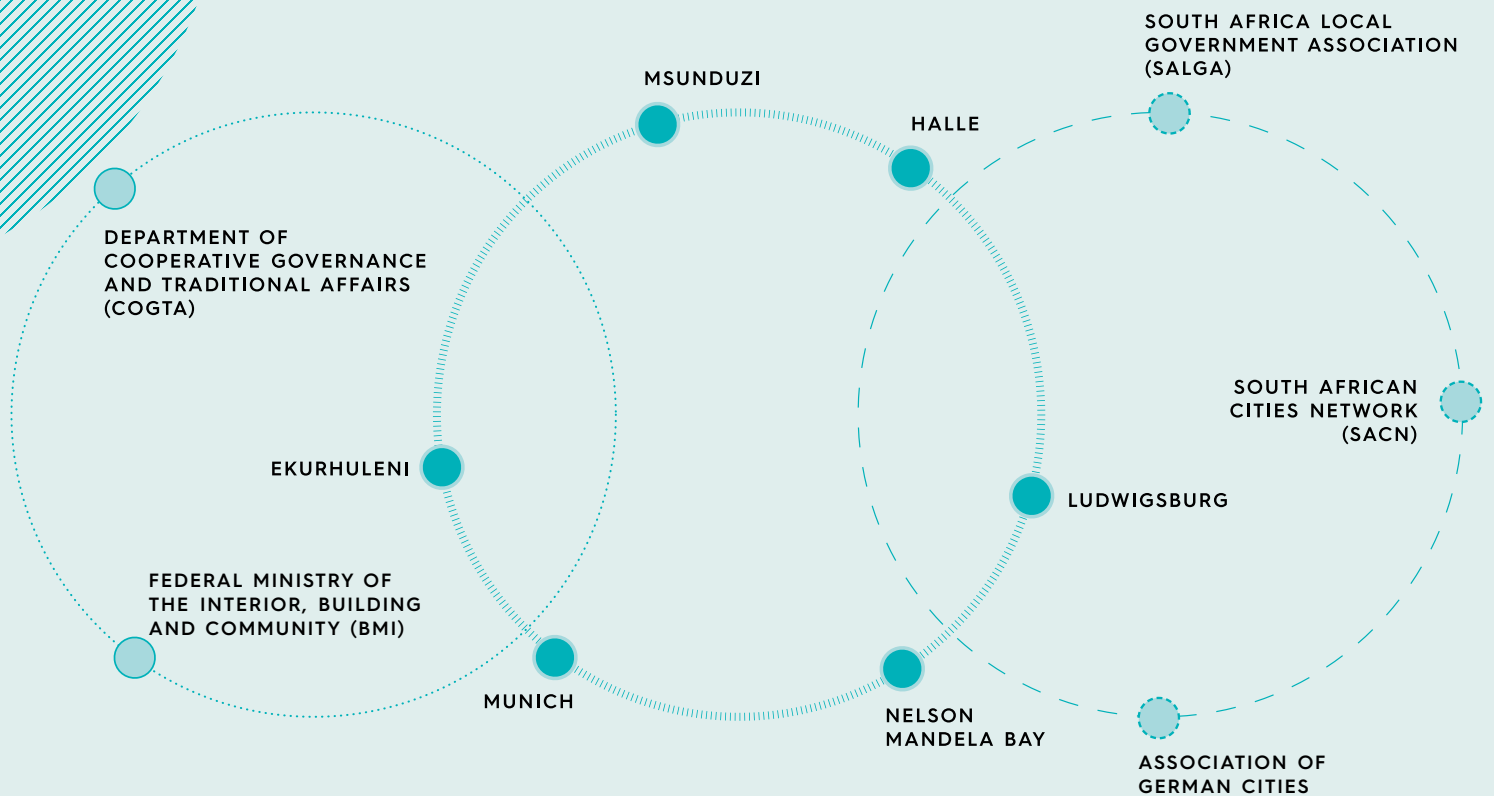 SOUTH AFRICA LOCAL
GOVERNMENT ASSOCIATION
(SALGA)
MSUNDUZI
HALLE
DEPARTMENT OF
COOPERATIVE GOVERNANCE
AND TRADITIONAL AFFAIRS
(COGTA)
SOUTH AFRICAN
CITIES NETWORK
(SACN)
EKURHULENI
LUDWIGSBURG
FEDERAL MINISTRY OF
THE INTERIOR, BUILDING
AND COMMUNITY (BMI)
MUNICH
NELSON
MANDELA BAY
ASSOCIATION OF
GERMAN CITIES